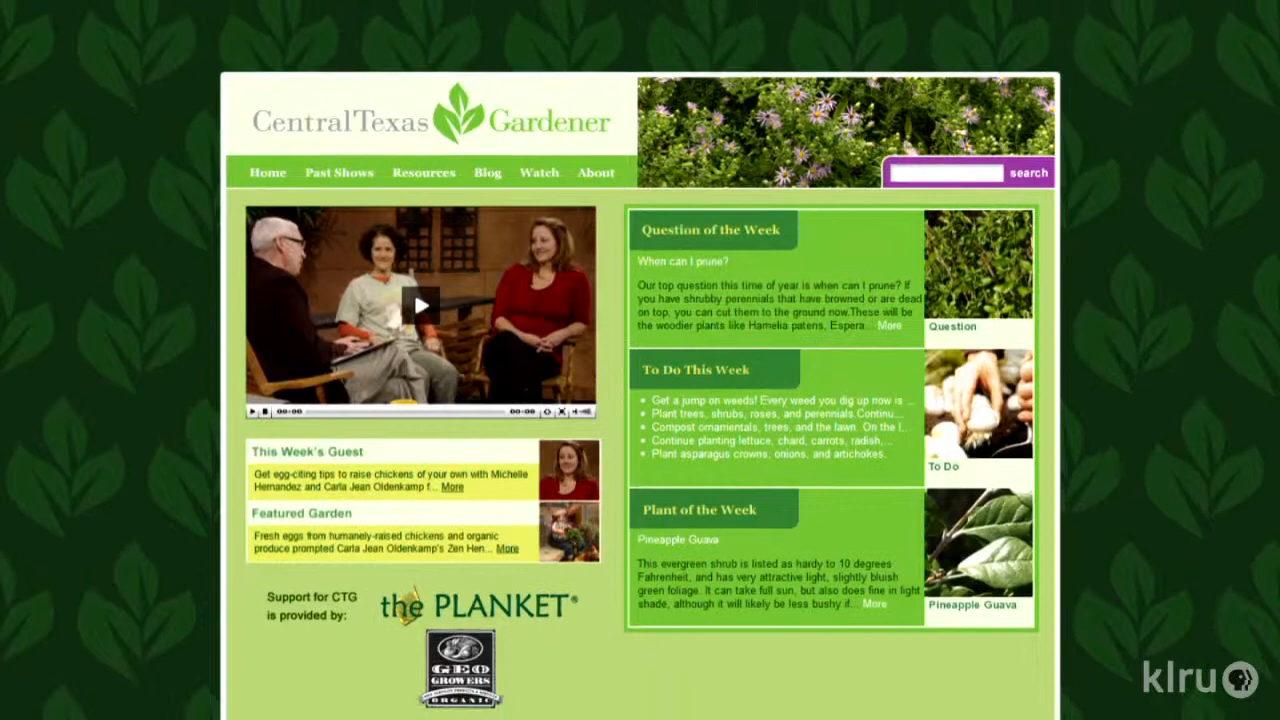 Central Texas Gardener
Home Past Shows Resources Blog Watch About
search
00:00 00:00
This Week's Guest
Get egg-citing tips to raise chickens of your own with Michelle
Hernandez and Carla Jean Oldenkamp f... More
Featured Garden
Fresh eggs from humanely-raised chickens and organic
produce prompted Carla Jean Oldenkamp's Zen Hen... More
Support for CTG
is provided by:
the PLANKET®
GEO
GROWERS
ORGANIC
Question of the Week
When can I prune?
Our top question this time of year is when can I prune? If
you have shrubby perennials that have browned or are dead
on top, you can cut them to the ground now.These will be
the woodier plants like Hamelia patens, Espera... More
Question
To Do This Week
• Get a jump on weeds! Every weed you dig up now is ...
• Plant trees, shrubs, roses, and perennials.Continu...
• Compost ornamentals, trees, and the lawn. On the l...
• Continue planting lettuce, chard, carrots, radish,...
• Plant asparagus crowns, onions, and artichokes.
To Do
Plant of the Week
Pineapple Guava
This evergreen shrub is listed as hardy to 10 degrees
Fahrenheit, and has very attractive light, slightly bluish
green foliage. It can take full sun, but also does fine in light
shade, although it will likely be less bushy if... More
Pineapple Guava
klru